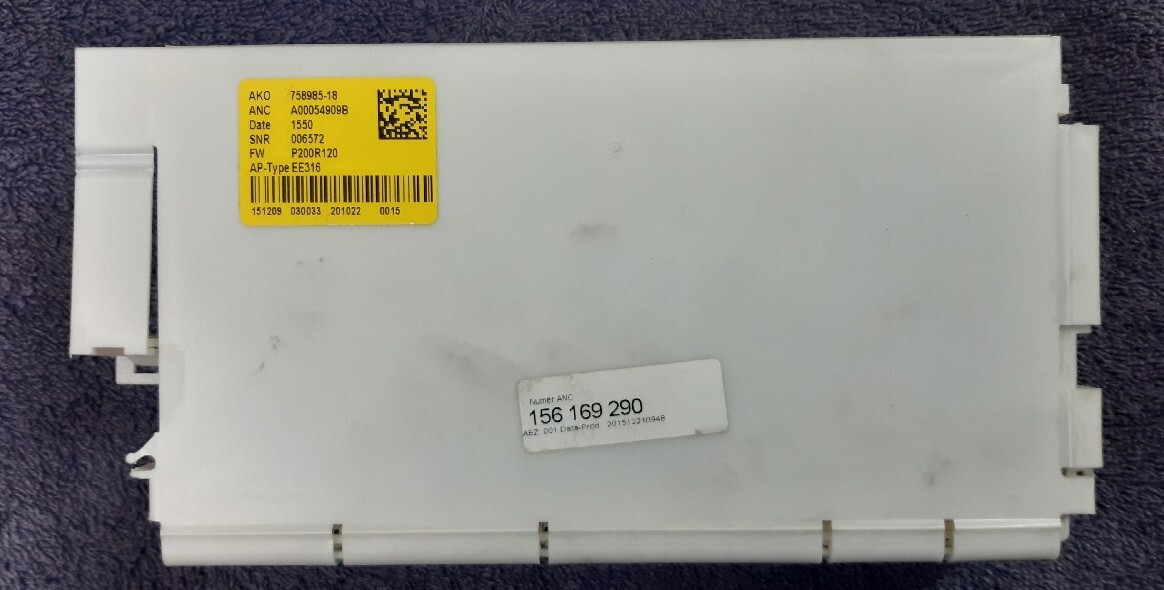 AKO 758985-18
ANC A00054909B
Date 1550
SNR 006572
FW P200R120
AP-Type EE316
151209 030033 201022 0015
Numer ANC
156 169 290
AEZ 001 Data-Prod 201512210948